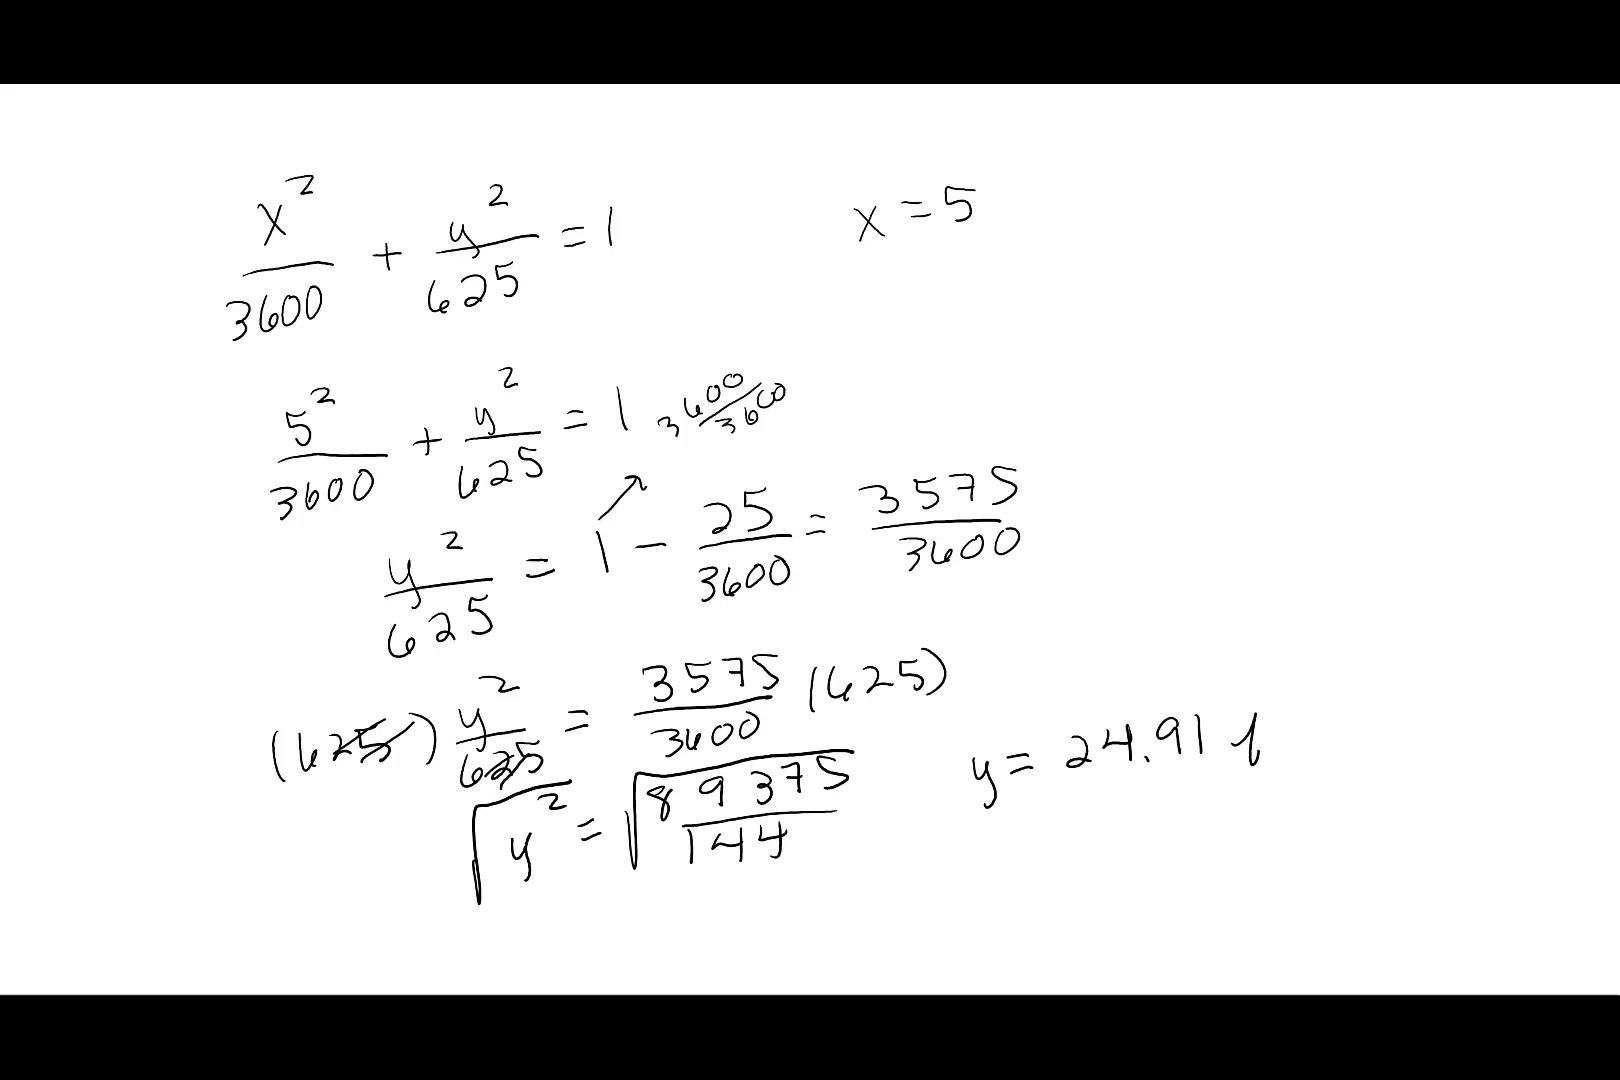 x²/3600 + y²/625 = 1    x = 5
5²/3600 + y²/625 = 1  3600/3600
y²/625 = 1 - 25/3600 = 3575/3600
(625) y²/625 = 3575/3600 (625)
√y² = √89375/144    y = 24.91 f